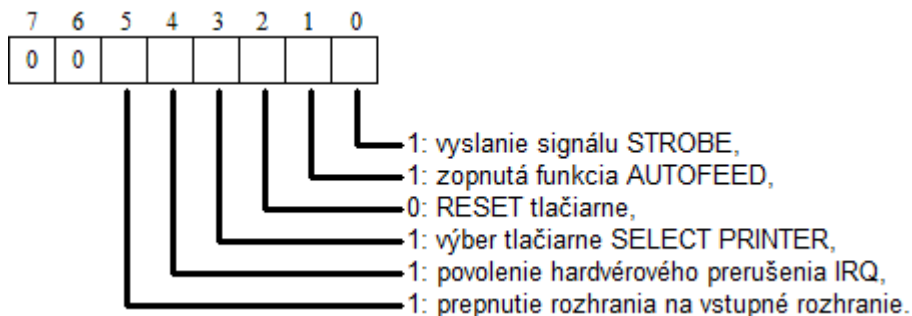 7 6 5 4 3 2 1 0
0 0
1: vyslanie signálu STROBE,
1: zopnutá funkcia AUTOFEED,
0: RESET tlačiarne,
1: výber tlačiarne SELECT PRINTER,
1: povolenie hardvérového prerušenia IRQ,
1: prepnutie rozhrania na vstupné rozhranie.